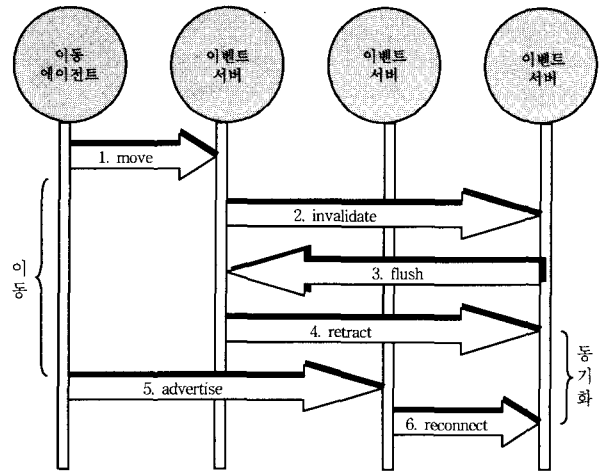 이동
에이전트
이벤트
서버
이벤트
서버
이벤트
서버
1. move
2. invalidate
3. flush
4. retract
5. advertise
6. reconnect
이
동
동
기
화